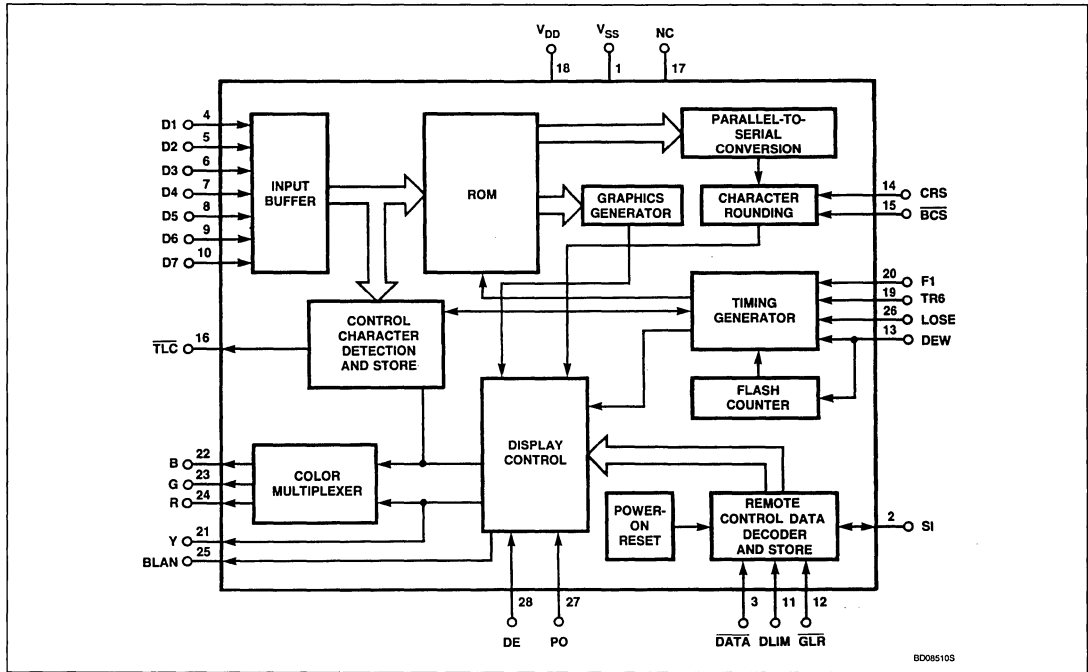 VDD
VSS
NC
18
1
17
D1 4
D2 5
D3 6
D4 7
D5 8
D6 9
D7 10
INPUT
BUFFER
ROM
PARALLEL-TO-
SERIAL
CONVERSION
GRAPHICS
GENERATOR
CHARACTER
ROUNDING
14 CRS
15 B̅C̅S̅
CONTROL
CHARACTER
DETECTION
AND STORE
T̅L̅C̅ 16
TIMING
GENERATOR
20 F1
19 TR6
26 LOSE
13 DEW
FLASH
COUNTER
DISPLAY
CONTROL
COLOR
MULTIPLEXER
B 22
G 23
R 24
Y 21
BLAN 25
POWER-
ON
RESET
REMOTE
CONTROL DATA
DECODER
AND STORE
2 SI
28
27
3
11
12
DE
PO
D̅A̅T̅A̅
DLIM
G̅L̅R̅
BD08510S